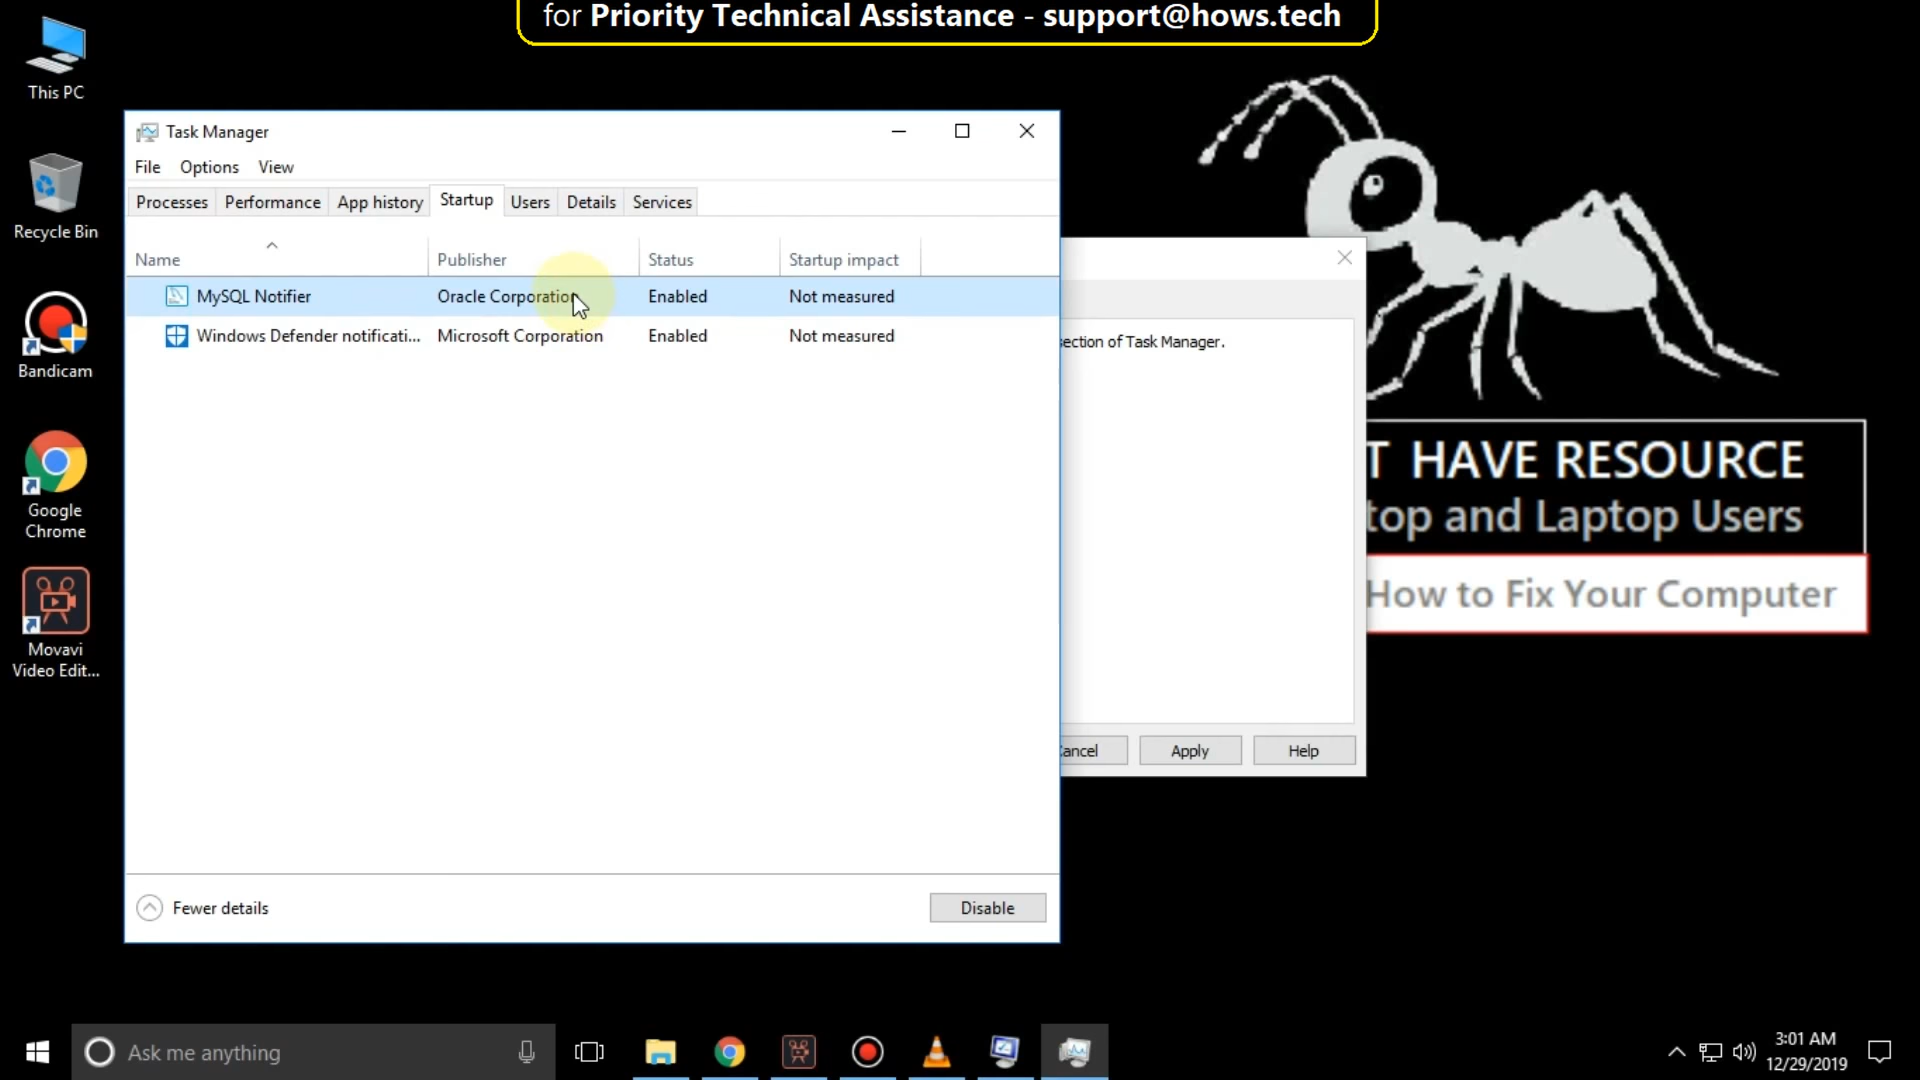 for Priority Technical Assistance - support@hows.tech
This PC
Recycle Bin
Bandicam
Google
Chrome
Movavi
Video Edit...
Task Manager
File Options View
Processes Performance App history Startup Users Details Services
Name Publisher Status Startup impact
MySQL Notifier Oracle Corporation Enabled Not measured
Windows Defender notificati... Microsoft Corporation Enabled Not measured
Fewer details
Disable
section of Task Manager.
Cancel Apply Help
T HAVE RESOURCE
top and Laptop Users
How to Fix Your Computer
Ask me anything
3:01 AM
12/29/2019